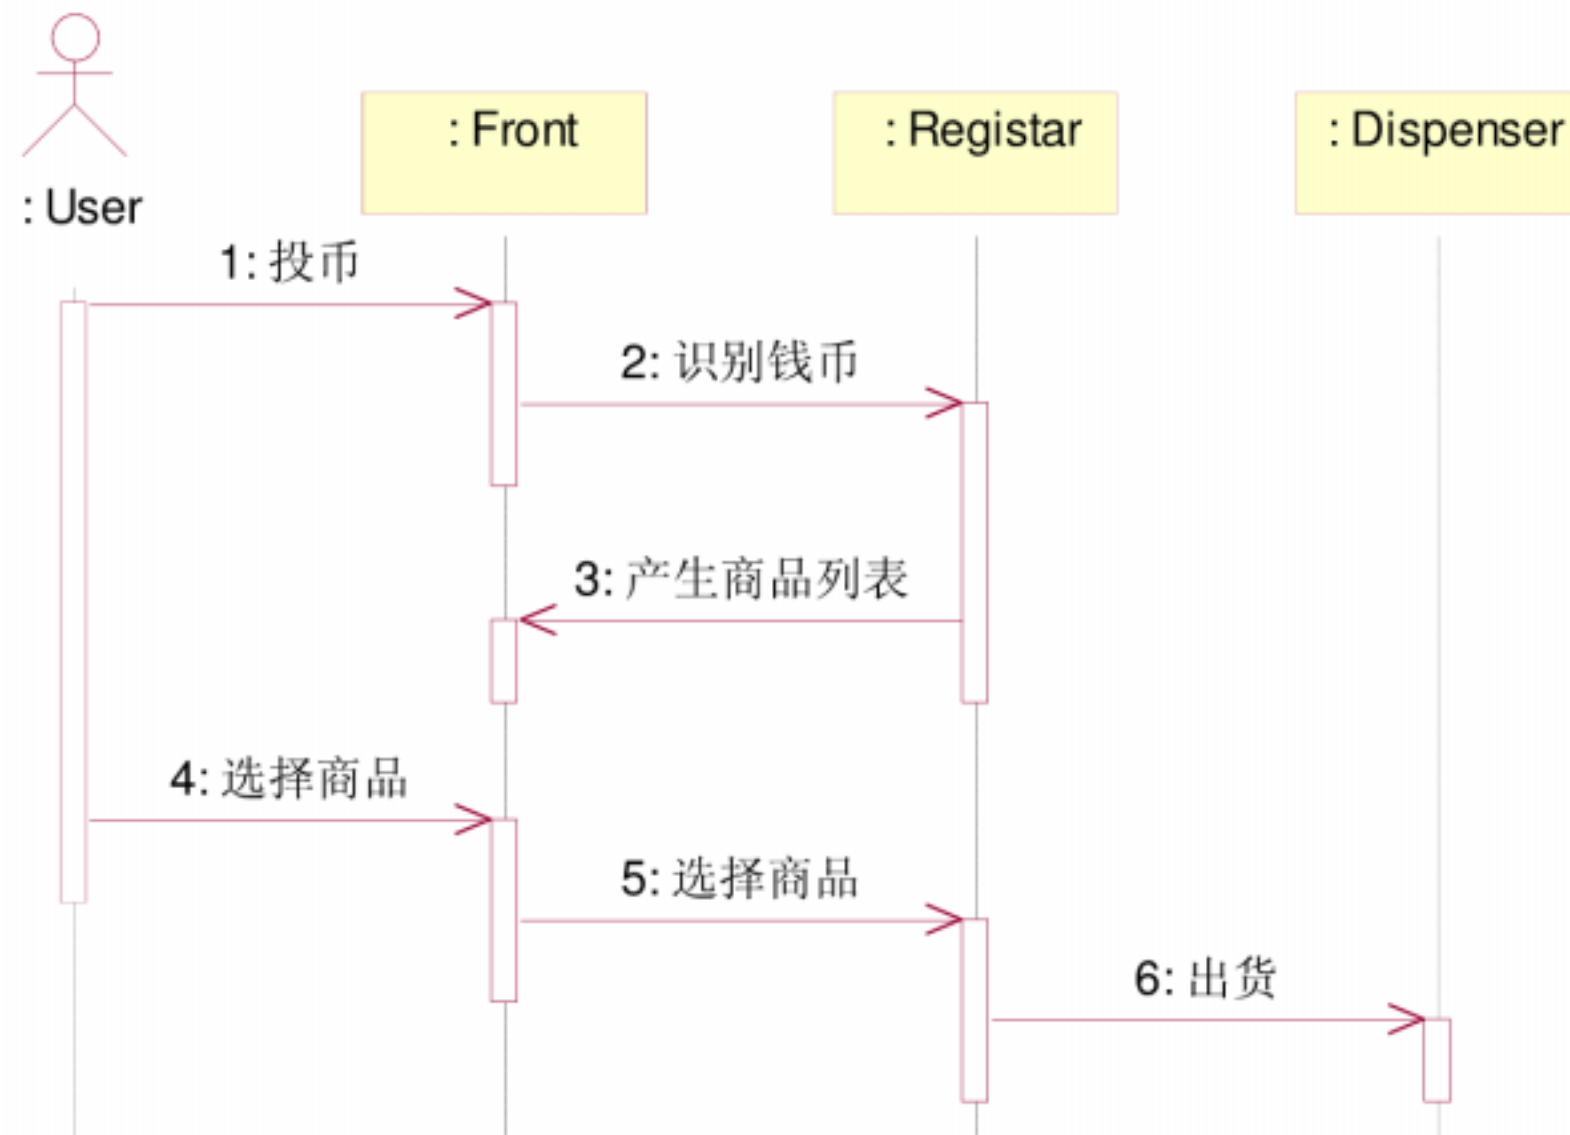 : Front
: Registar
: Dispenser
: User
1: 投币
2: 识别钱币
3: 产生商品列表
4: 选择商品
5: 选择商品
6: 出货